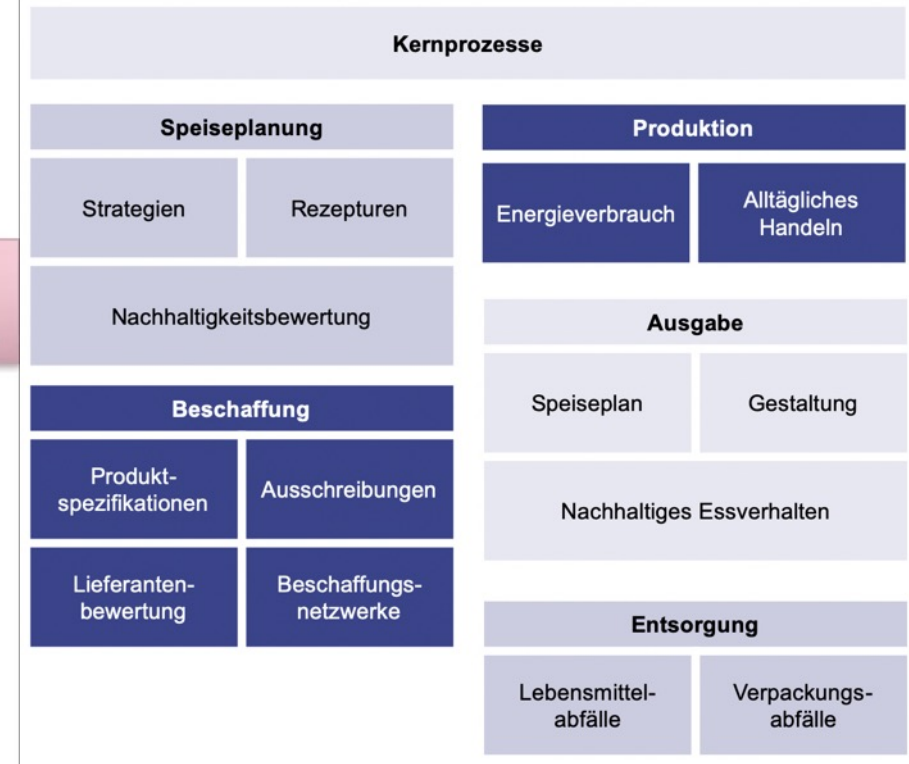 Kernprozesse
Speiseplanung
Strategien
Rezepturen
Nachhaltigkeitsbewertung
Beschaffung
Produkt-
spezifikationen
Ausschreibungen
Lieferanten-
bewertung
Beschaffungs-
netzwerke
Produktion
Energieverbrauch
Alltägliches
Handeln
Ausgabe
Speiseplan
Gestaltung
Nachhaltiges Essverhalten
Entsorgung
Lebensmittel-
abfälle
Verpackungs-
abfälle